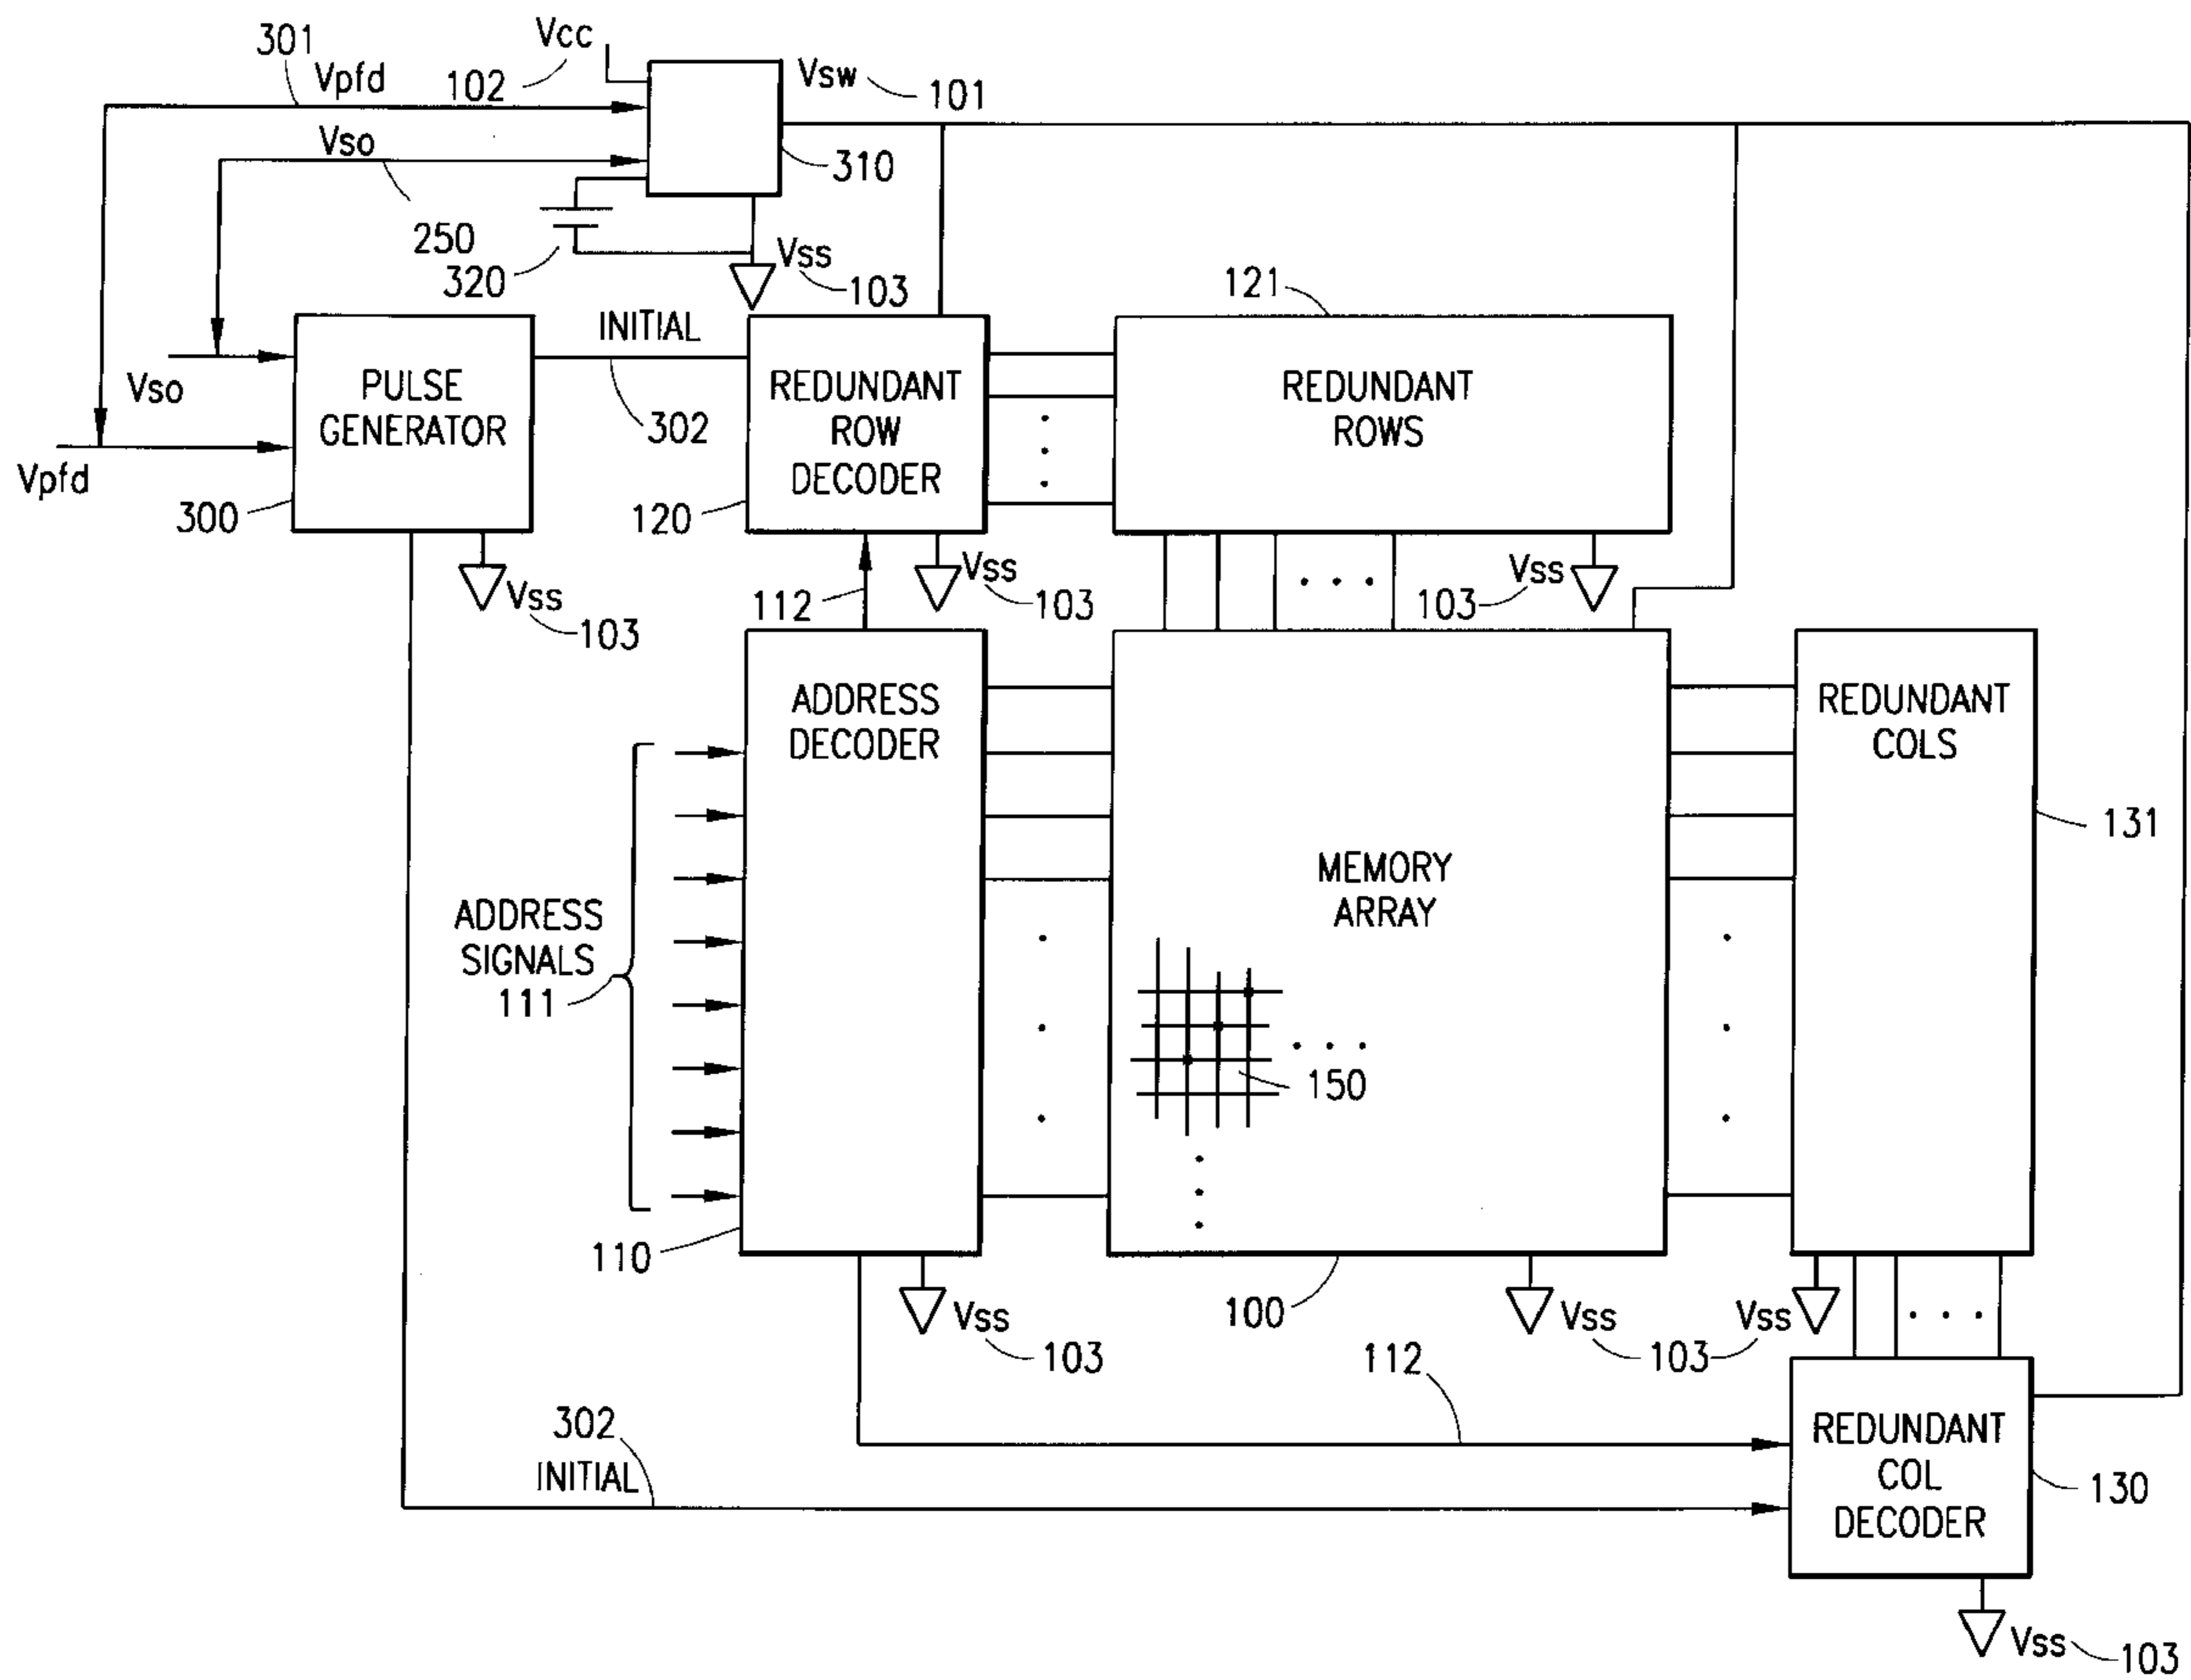 301
Vpfd
Vcc
102
Vsw
101
Vso
310
250
320
Vss
103
121
INITIAL
302
Vso
Vpfd
PULSE
GENERATOR
300
REDUNDANT
ROW
DECODER
120
REDUNDANT
ROWS
Vss
103
112
Vss
103
Vss
103
ADDRESS
DECODER
REDUNDANT
COLS
131
MEMORY
ARRAY
ADDRESS
SIGNALS
111
150
110
100
Vss
103
Vss
103
Vss
112
302
INITIAL
REDUNDANT
COL
DECODER
130
Vss
103